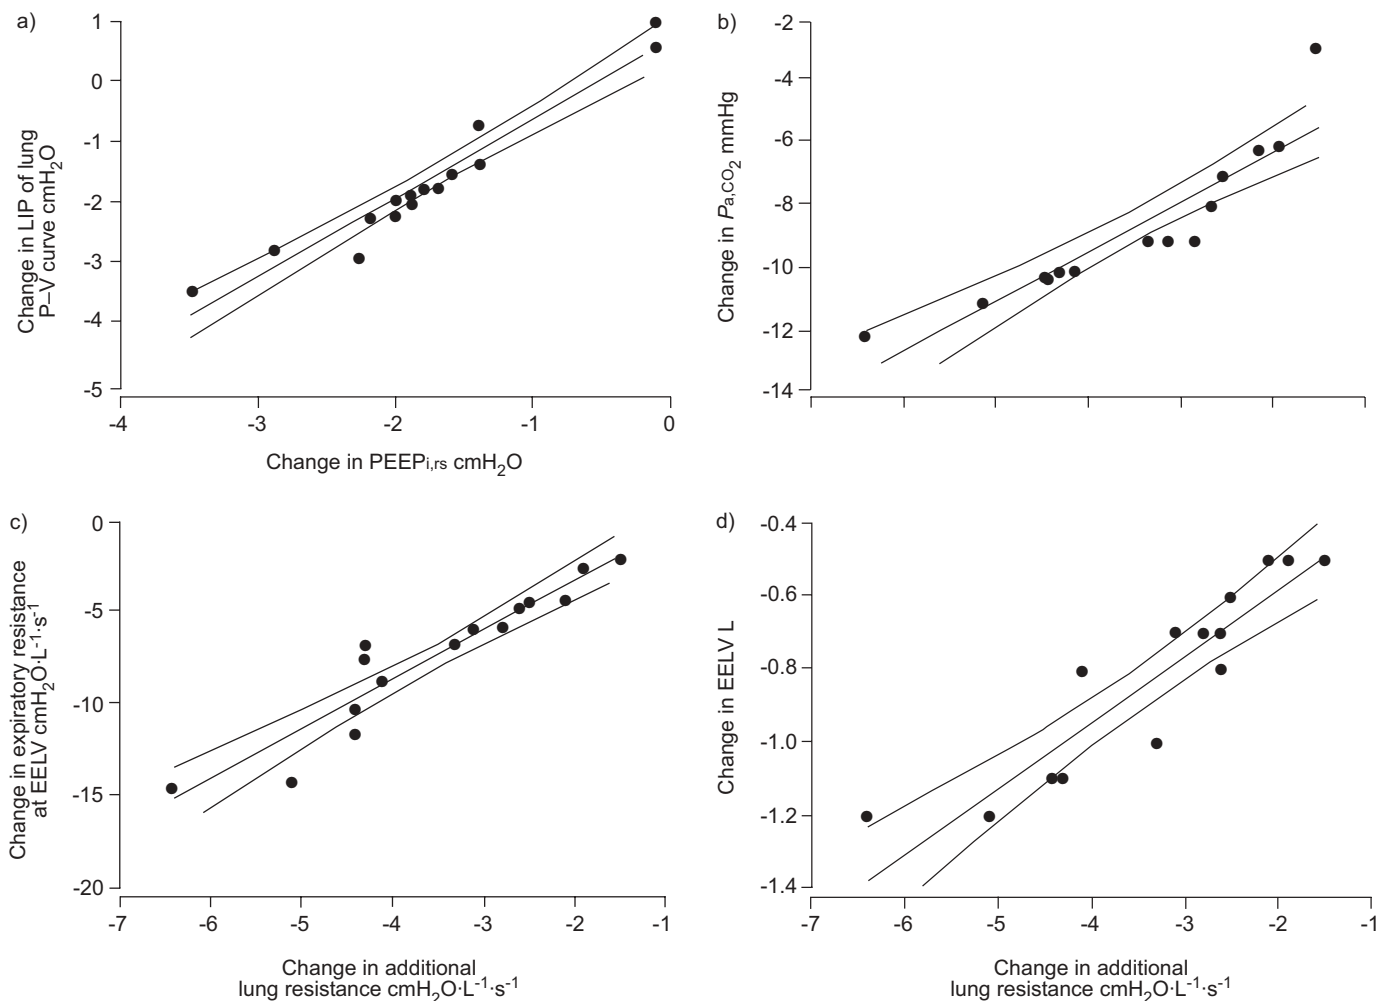 a)
1
0
-1
-2
-3
-4
-5
Change in LIP of lung
P–V curve cmH2O
-4 -3 -2 -1 0
Change in PEEPi,rs cmH2O
b)
-2
-4
-6
-8
-10
-12
-14
Change in Pa,CO2 mmHg
c)
0
-5
-10
-15
-20
Change in expiratory resistance
at EELV cmH2O·L-1·s-1
-7 -6 -5 -4 -3 -2 -1
Change in additional
lung resistance cmH2O·L-1·s-1
d)
-0.4
-0.6
-0.8
-1.0
-1.2
-1.4
Change in EELV L
-7 -6 -5 -4 -3 -2 -1
Change in additional
lung resistance cmH2O·L-1·s-1